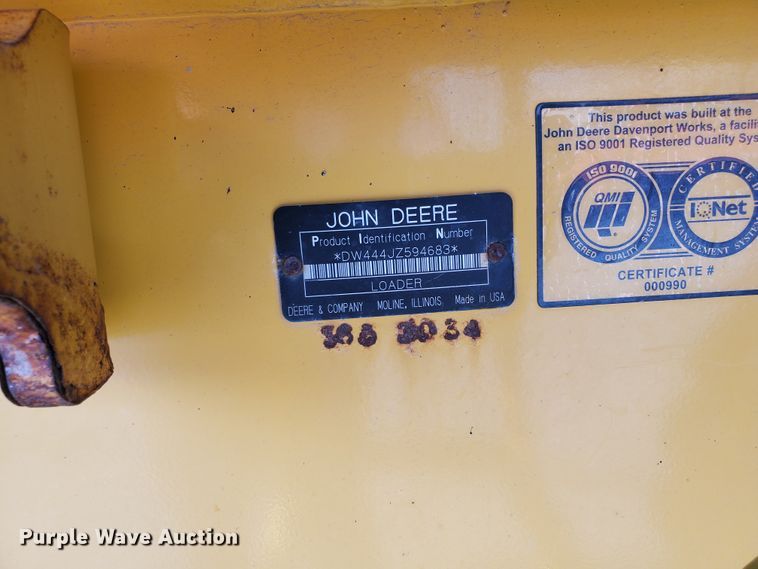 JOHN DEERE
Product Identification Number
*DW444JZ594683*
LOADER
DEERE & COMPANY MOLINE, ILLINOIS Made in USA
This product was built at the
John Deere Davenport Works, a facili
an ISO 9001 Registered Quality Sys
ISO 9001
QMI
REGISTERED QUALITY SYSTEM
CERTIFIED
IQNet
MANAGEMENT SYSTEM
CERTIFICATE #
000990
Purple Wave Auction